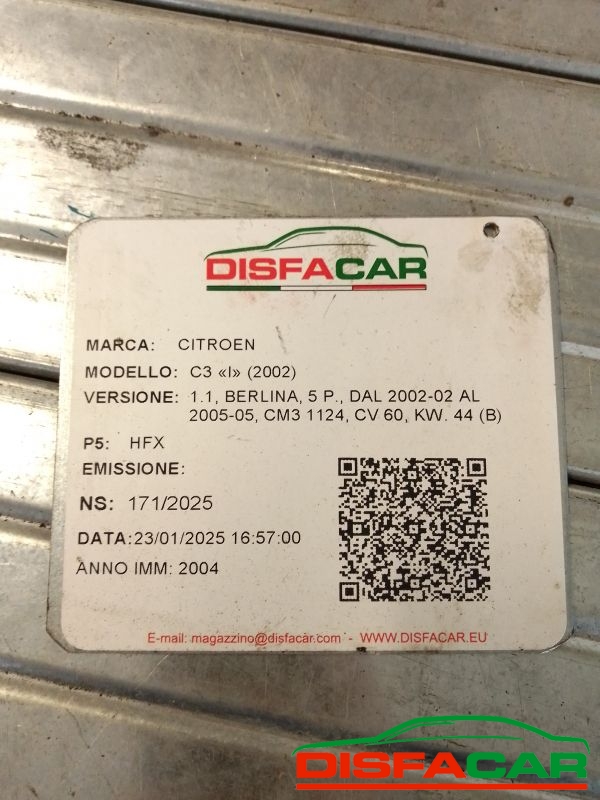 DISFACAR
MARCA: CITROEN
MODELLO: C3 «I» (2002)
VERSIONE: 1.1, BERLINA, 5 P., DAL 2002-02 AL
2005-05, CM3 1124, CV 60, KW. 44 (B)
P5: HFX
EMISSIONE:
NS: 171/2025
DATA:23/01/2025 16:57:00
ANNO IMM: 2004
E-mail: magazzino@disfacar.com - WWW.DISFACAR.EU
DISFACAR